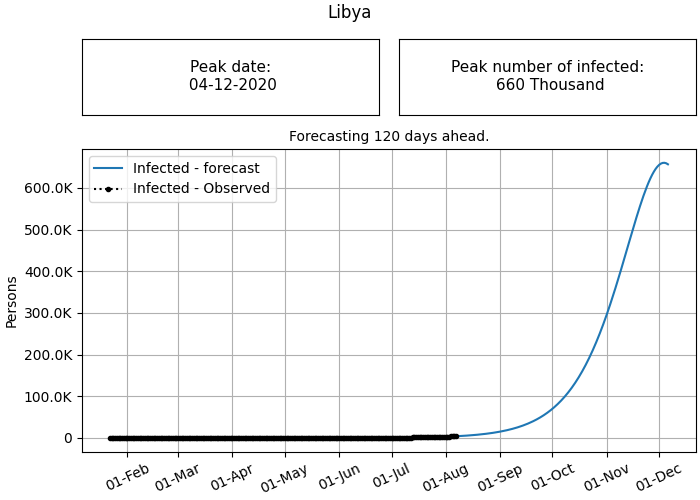 Libya
Peak date:
04-12-2020
Peak number of infected:
660 Thousand
Forecasting 120 days ahead.
Infected - forecast
Infected - Observed
Persons
600.0K
500.0K
400.0K
300.0K
200.0K
100.0K
0
01-Feb
01-Mar
01-Apr
01-May
01-Jun
01-Jul
01-Aug
01-Sep
01-Oct
01-Nov
01-Dec